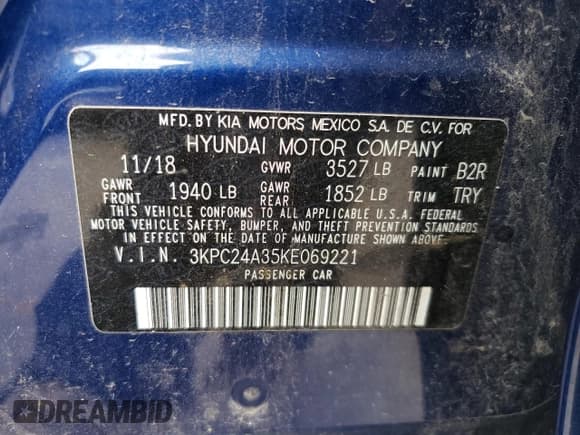 MFD. BY KIA MOTORS MEXICO S.A. DE C.V. FOR
HYUNDAI MOTOR COMPANY
11/18 GVWR 3527 LB PAINT B2R
GAWR FRONT 1940 LB GAWR REAR 1852 LB TRIM TRY
THIS VEHICLE CONFORMS TO ALL APPLICABLE U.S.A. FEDERAL
MOTOR VEHICLE SAFETY, BUMPER, AND THEFT PREVENTION STANDARDS
IN EFFECT ON THE DATE OF MANUFACTURE SHOWN ABOVE.
V.I.N. 3KPC24A35KE069221
PASSENGER CAR
DREAMBID